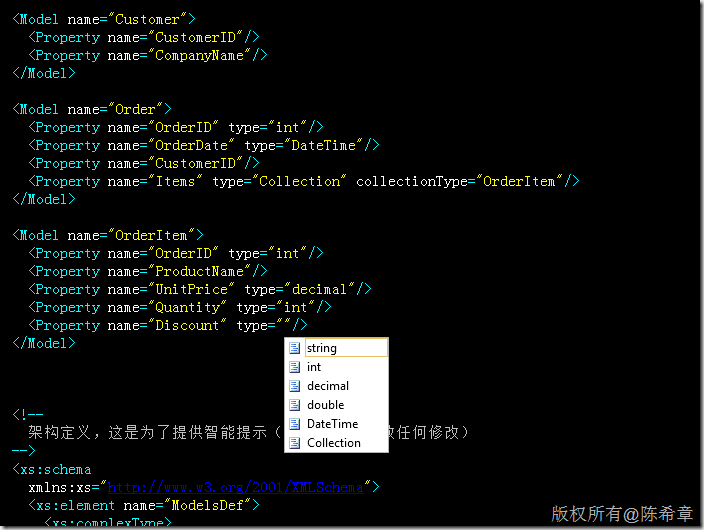 <Model name="Customer">
<Property name="CustomerID"/>
<Property name="CompanyName"/>
</Model>
<Model name="Order">
<Property name="OrderID" type="int"/>
<Property name="OrderDate" type="DateTime"/>
<Property name="CustomerID"/>
<Property name="Items" type="Collection" collectionType="OrderItem"/>
</Model>
<Model name="OrderItem">
<Property name="OrderID" type="int"/>
<Property name="ProductName"/>
<Property name="UnitPrice" type="decimal"/>
<Property name="Quantity" type="int"/>
<Property name="Discount" type=""/>
</Model>
string
int
decimal
double
DateTime
Collection
<!--
架构定义，这是为了提供智能提示（ 任何修改）
-->
<xs:schema
xmlns:xs="http://www.w3.org/2001/XMLSchema">
<xs:element name="ModelsDef">
<xs:complexType>
版权所有@陈希章